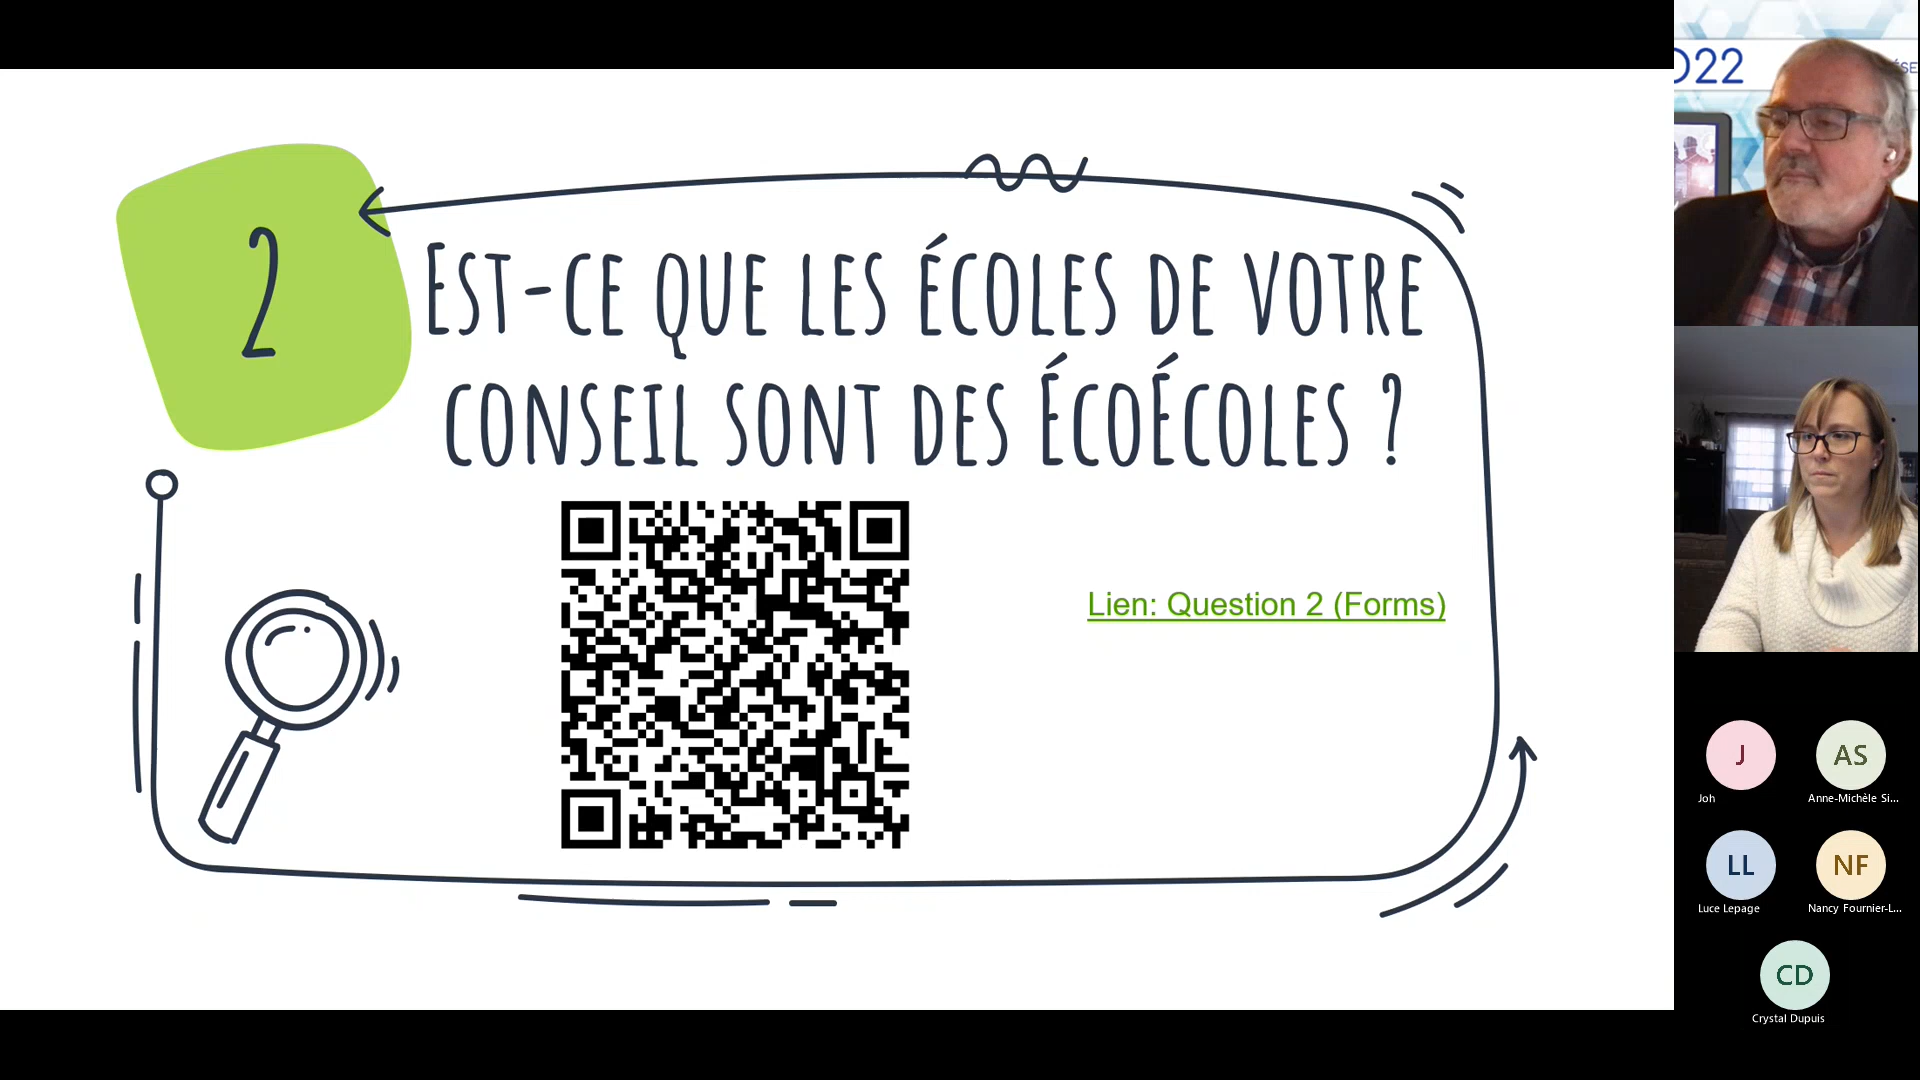 2
Est-ce que les écoles de votre
conseil sont des ÉcoÉcoles ?
Lien: Question 2 (Forms)
022
J
Joh
AS
Anne-Michèle Si...
LL
Luce Lepage
NF
Nancy Fournier-L...
CD
Crystal Dupuis